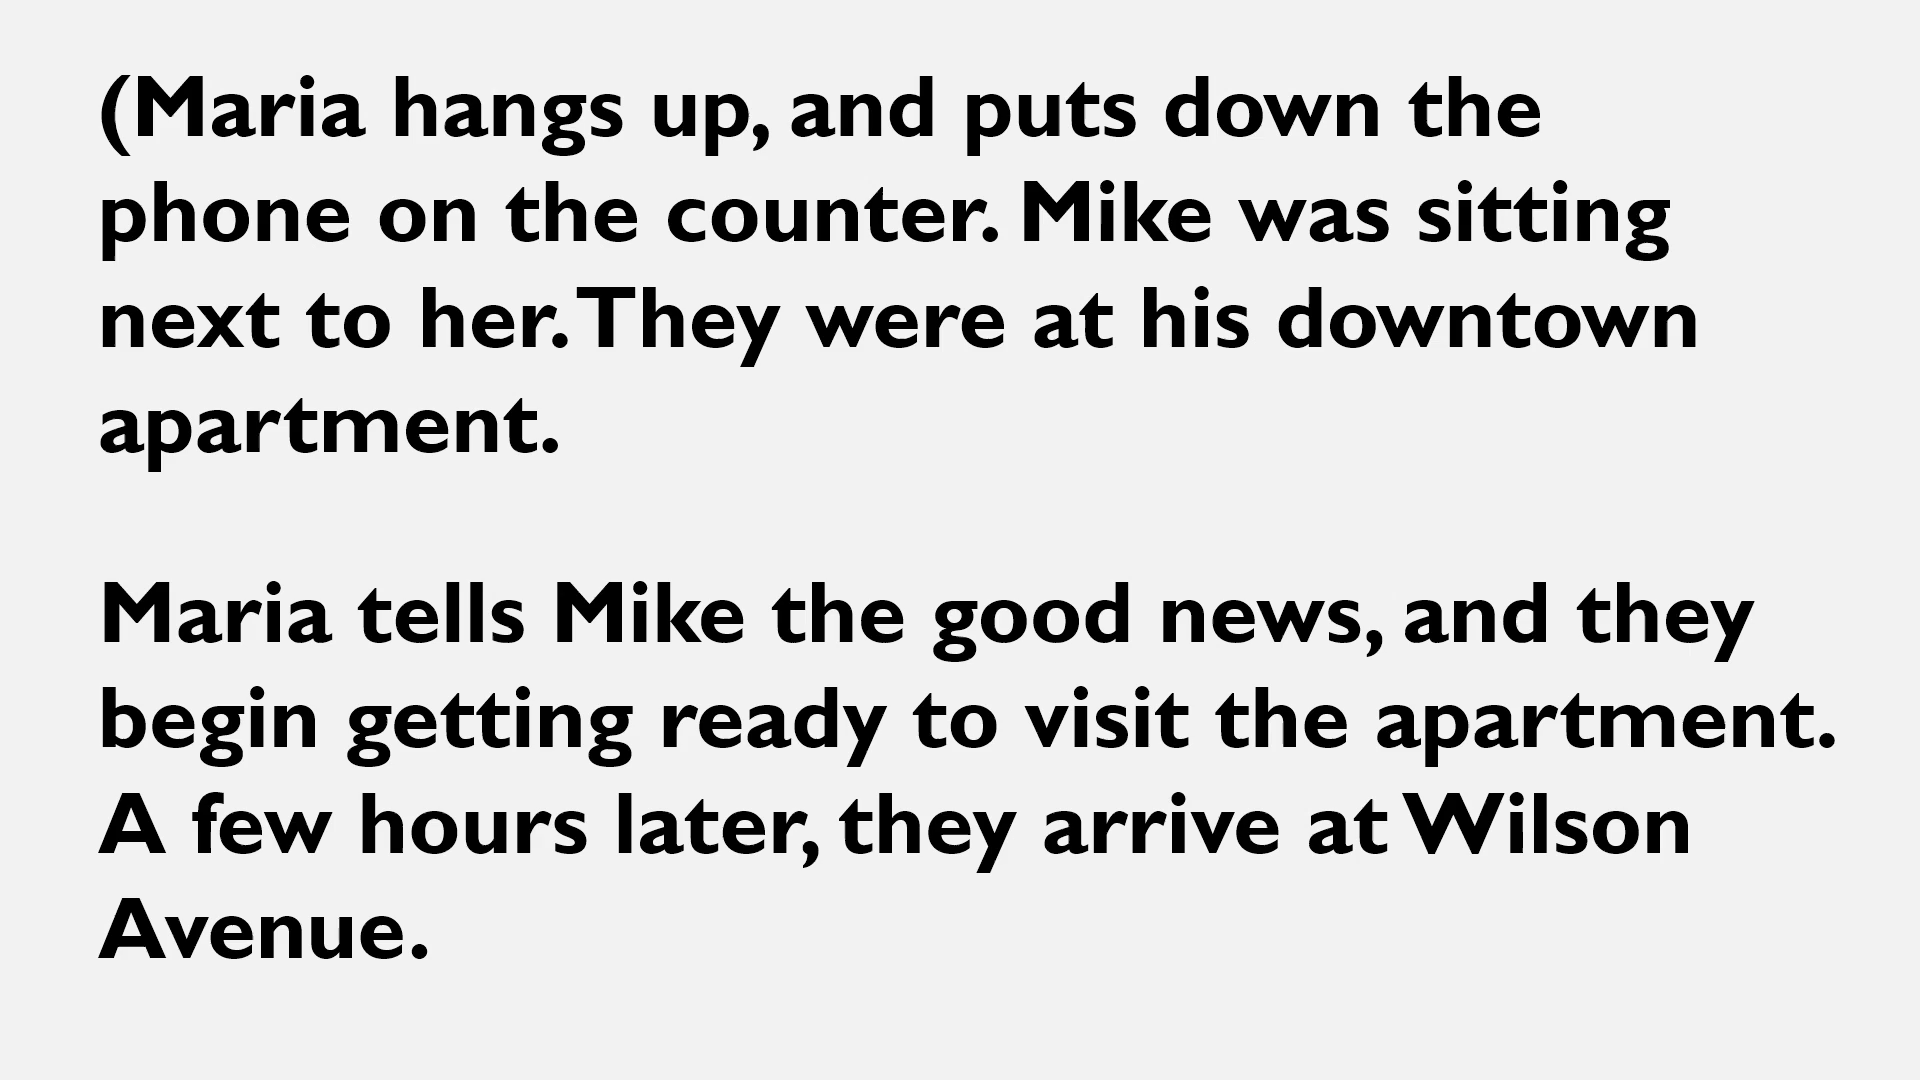 (Maria hangs up, and puts down the
phone on the counter. Mike was sitting
next to her. They were at his downtown
apartment.
Maria tells Mike the good news, and they
begin getting ready to visit the apartment.
A few hours later, they arrive at Wilson
Avenue.